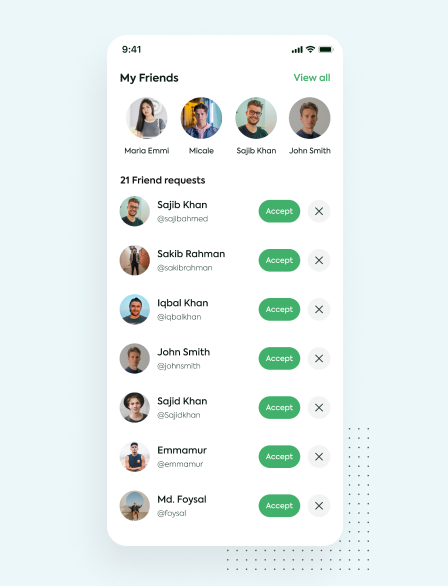 9:41
My Friends View all
Marla Emmi Micale Sajib Khan John Smith
21 Friend requests
Sajib Khan
@sajibahmed
Accept
Sakib Rahman
@sakibrahman
Accept
Iqbal Khan
@iqbalkhan
Accept
John Smith
@johnsmith
Accept
Sajid Khan
@Sajidkhan
Accept
Emmamur
@emmamur
Accept
Md. Foysal
@foysal
Accept